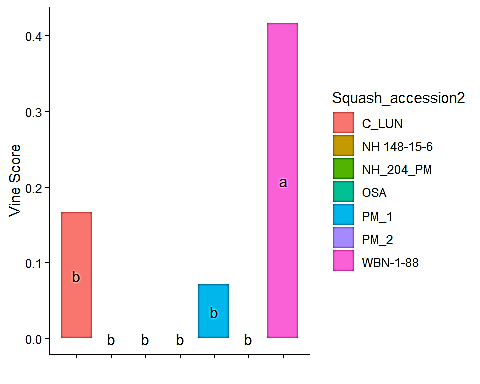 Vine Score
0.4
0.3
0.2
0.1
0.0
b
b
b
b
b
b
a
Squash_accession2
C_LUN
NH 148-15-6
NH_204_PM
OSA
PM_1
PM_2
WBN-1-88